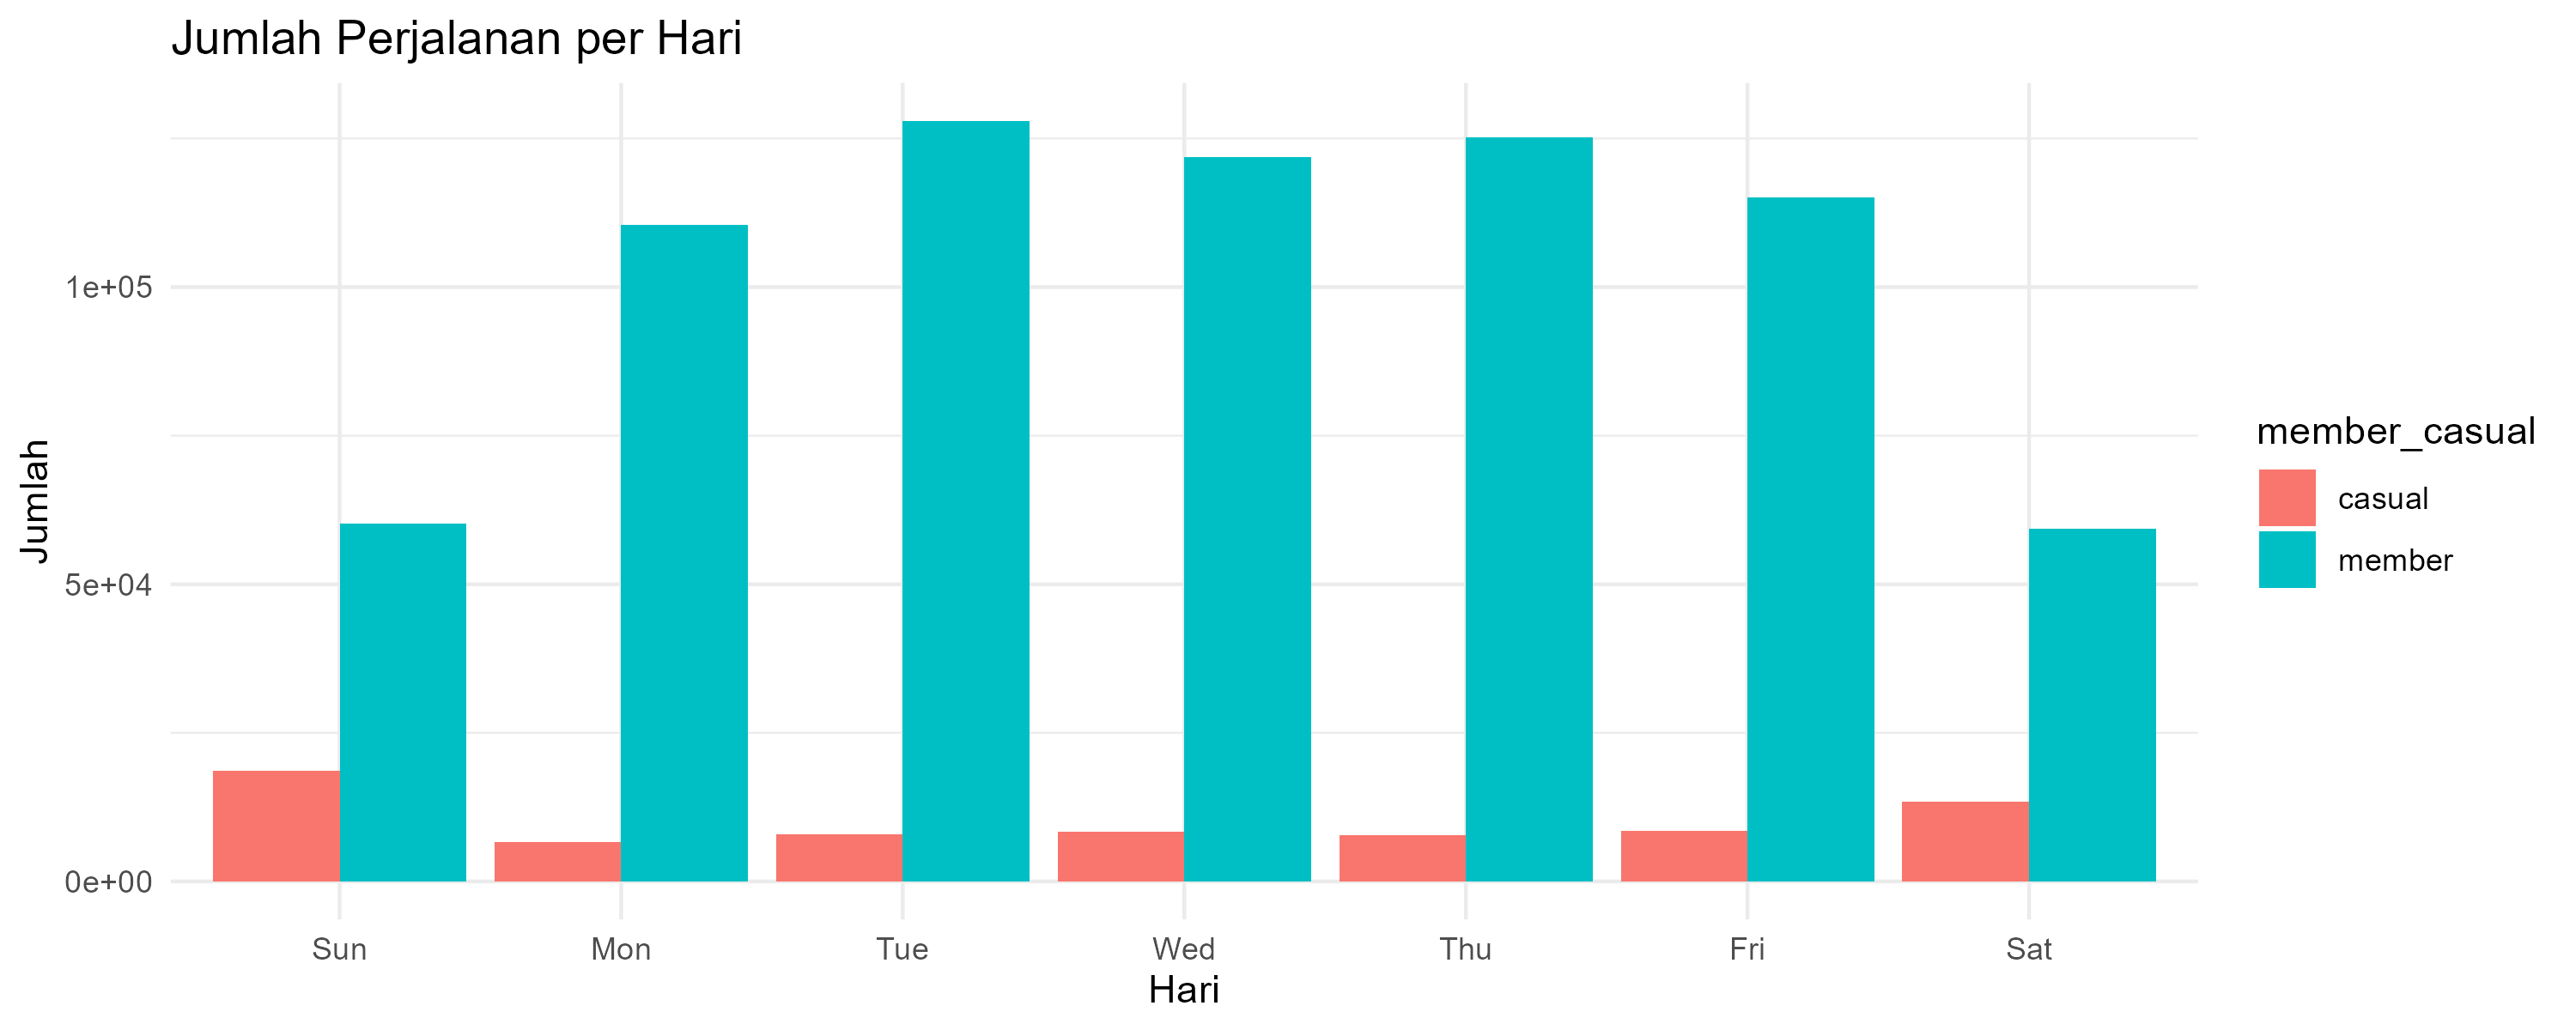 Jumlah Perjalanan per Hari
Jumlah
1e+05
5e+04
0e+00
Sun Mon Tue Wed Thu Fri Sat
Hari
member_casual
casual
member